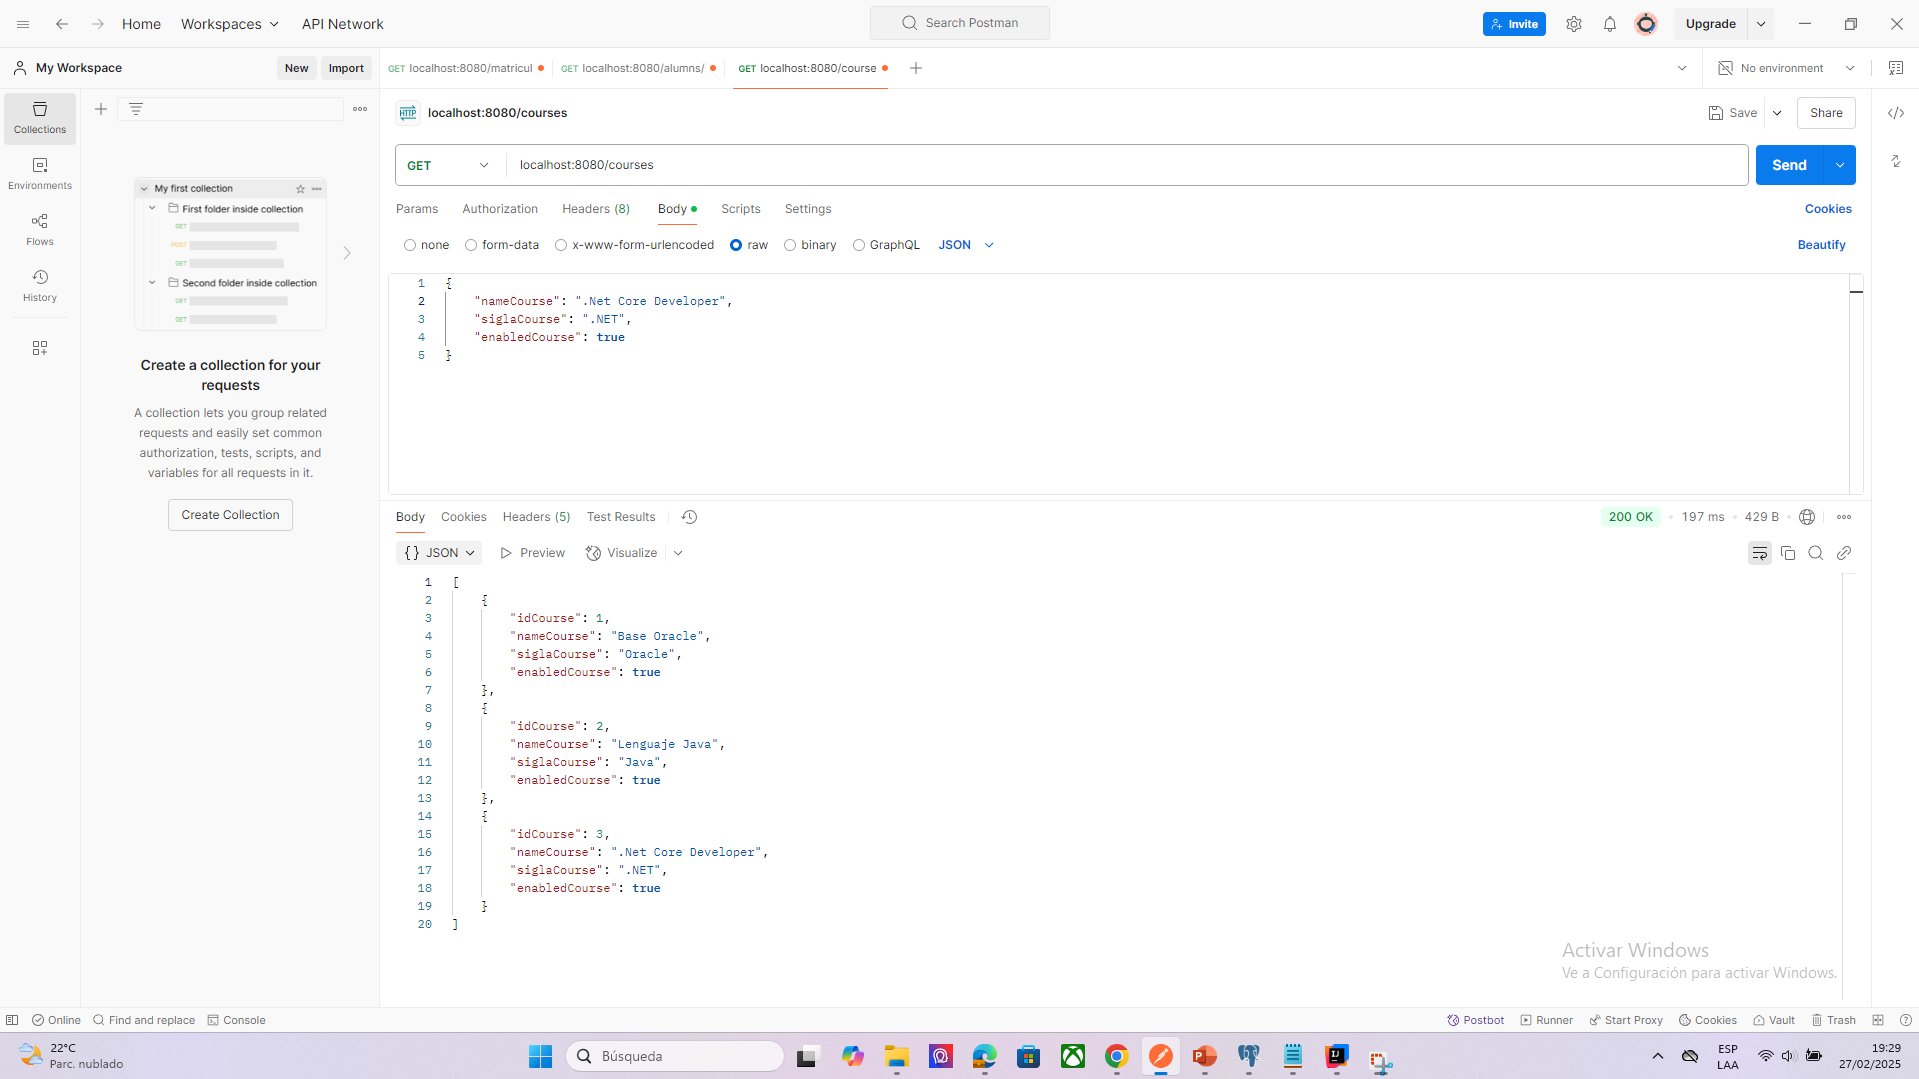 Home
Workspaces
API Network
Search Postman
Invite
Upgrade
My Workspace
New
Import
GET localhost:8080/matricul
GET localhost:8080/alumns/
GET localhost:8080/course
No environment
Collections
Environments
Flows
History
My first collection
First folder inside collection
GET
POST
GET
Second folder inside collection
GET
GET
Create a collection for your
requests
A collection lets you group related
requests and easily set common
authorization, tests, scripts, and
variables for all requests in it.
Create Collection
HTTP
localhost:8080/courses
Save
Share
GET
localhost:8080/courses
Send
Params
Authorization
Headers (8)
Body
Scripts
Settings
Cookies
none
form-data
x-www-form-urlencoded
raw
binary
GraphQL
JSON
Beautify
1 {
2 "nameCourse": ".Net Core Developer",
3 "siglaCourse": ".NET",
4 "enabledCourse": true
5 }
Body
Cookies
Headers (5)
Test Results
200 OK
197 ms
429 B
{} JSON
Preview
Visualize
1 [
2 {
3 "idCourse": 1,
4 "nameCourse": "Base Oracle",
5 "siglaCourse": "Oracle",
6 "enabledCourse": true
7 },
8 {
9 "idCourse": 2,
10 "nameCourse": "Lenguaje Java",
11 "siglaCourse": "Java",
12 "enabledCourse": true
13 },
14 {
15 "idCourse": 3,
16 "nameCourse": ".Net Core Developer",
17 "siglaCourse": ".NET",
18 "enabledCourse": true
19 }
20 ]
Activar Windows
Ve a Configuración para activar Windows.
Online
Find and replace
Console
Postbot
Runner
Start Proxy
Cookies
Vault
Trash
22°C
Parc. nublado
Búsqueda
ESP
LAA
19:29
27/02/2025